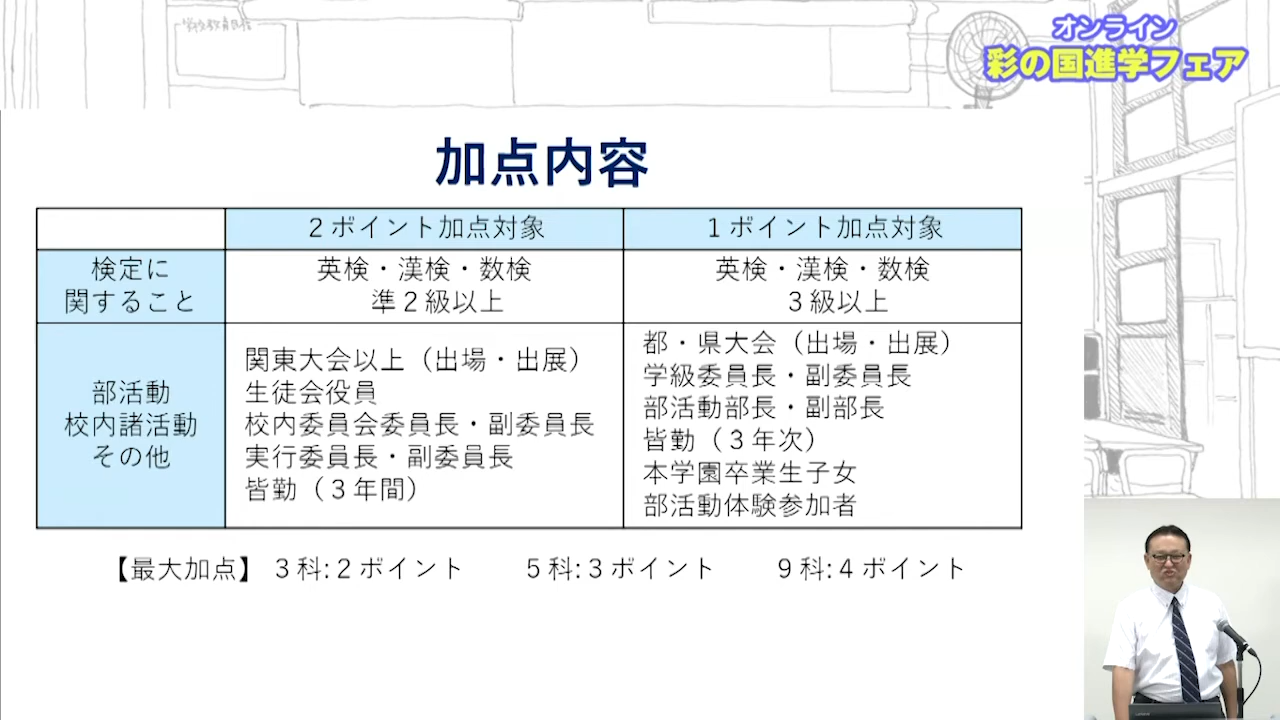 オンライン
彩の国進学フェア
加点内容
２ポイント加点対象
１ポイント加点対象
検定に
関すること
英検・漢検・数検
準２級以上
英検・漢検・数検
３級以上
部活動
校内諸活動
その他
関東大会以上（出場・出展）
生徒会役員
校内委員会委員長・副委員長
実行委員長・副委員長
皆勤（３年間）
都・県大会（出場・出展）
学級委員長・副委員長
部活動部長・副部長
皆勤（３年次）
本学園卒業生子女
部活動体験参加者
【最大加点】 ３科:２ポイント ５科:３ポイント ９科:４ポイント